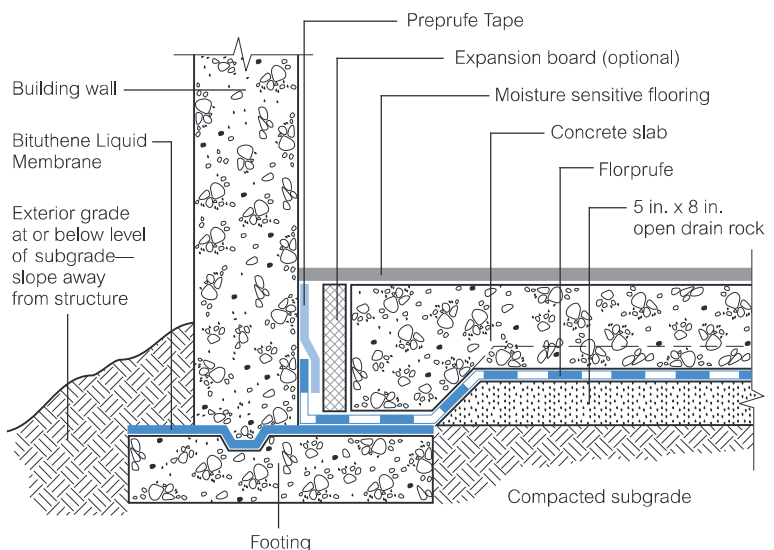 Preprufe Tape
Expansion board (optional)
Building wall
Moisture sensitive flooring
Bituthene Liquid
Membrane
Concrete slab
Florprufe
Exterior grade
at or below level
of subgrade—
slope away
from structure
5 in. x 8 in.
open drain rock
Compacted subgrade
Footing